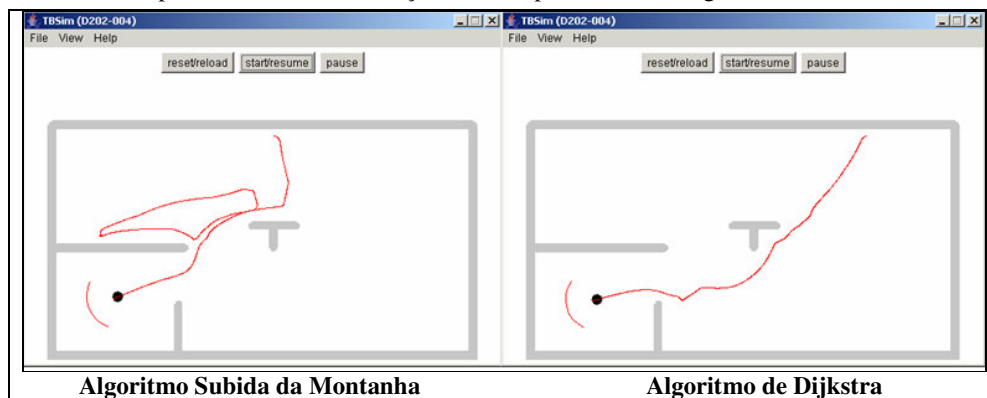 TBSim (D202-004)
File View Help
reset/reload start/resume pause
TBSim (D202-004)
File View Help
reset/reload start/resume pause
Algoritmo Subida da Montanha
Algoritmo de Dijkstra